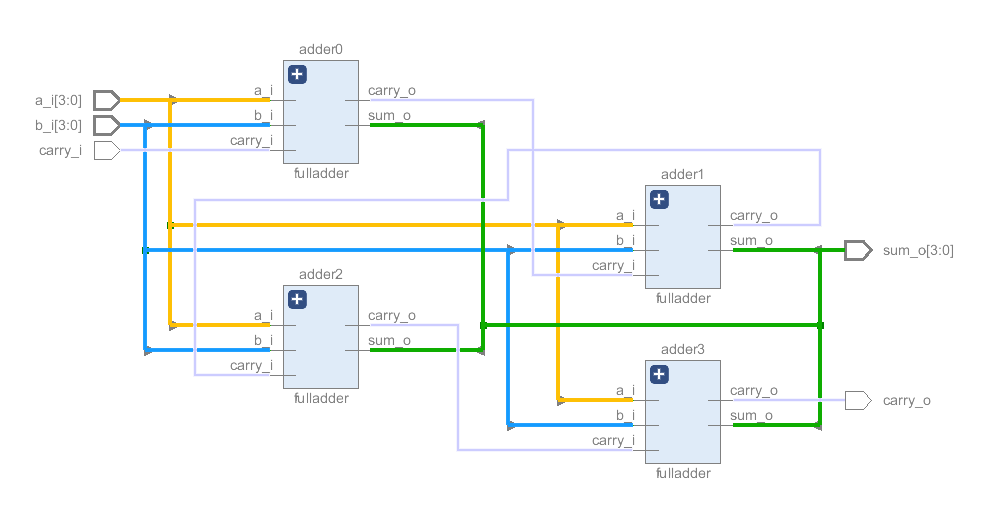 adder0
a_i[3:0]
b_i[3:0]
carry_i
a_i
b_i
carry_i
carry_o
sum_o
fulladder
adder1
a_i
b_i
carry_i
carry_o
sum_o
fulladder
sum_o[3:0]
adder2
a_i
b_i
carry_i
carry_o
sum_o
fulladder
adder3
a_i
b_i
carry_i
carry_o
sum_o
fulladder
carry_o